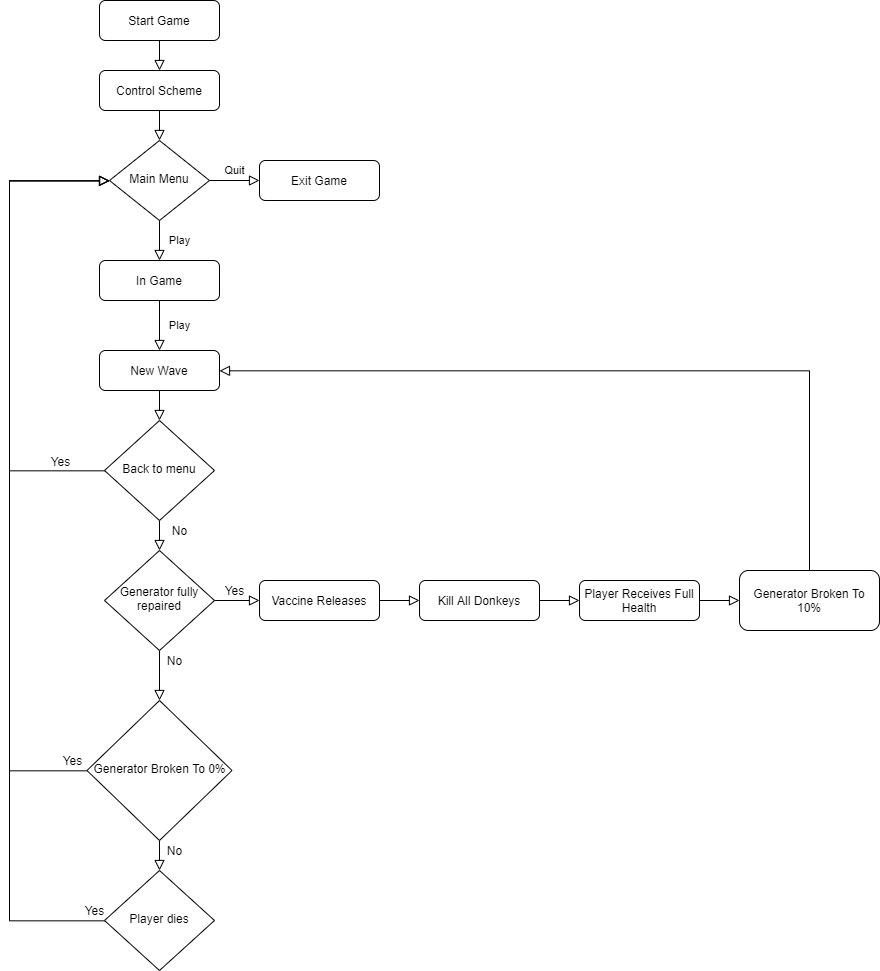 Start Game
Control Scheme
Main Menu
Quit
Exit Game
Play
In Game
Play
New Wave
Yes
Back to menu
No
Generator fully
repaired
Yes
Vaccine Releases
Kill All Donkeys
Player Receives Full
Health
Generator Broken To
10%
No
Yes
Generator Broken To 0%
No
Yes
Player dies